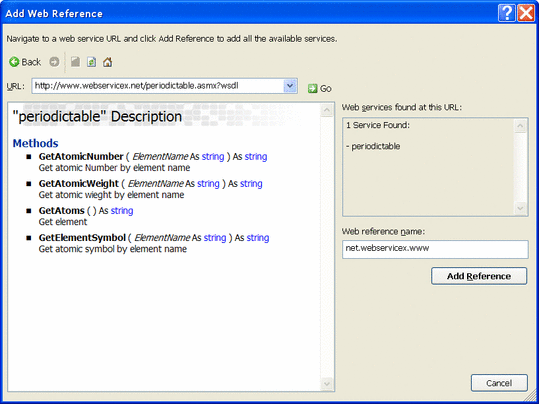 Add Web Reference
Navigate to a web service URL and click Add Reference to add all the available services.
Back
URL: http://www.webservicex.net/periodictable.asmx?wsdl
Go
"periodictable" Description
Methods
GetAtomicNumber ( ElementName As string ) As string
Get atomic Number by element name
GetAtomicWeight ( ElementName As string ) As string
Get atomic wieght by element name
GetAtoms ( ) As string
Get element
GetElementSymbol ( ElementName As string ) As string
Get atomic symbol by element name
Web services found at this URL:
1 Service Found:
- periodictable
Web reference name:
net.webservicex.www
Add Reference
Cancel